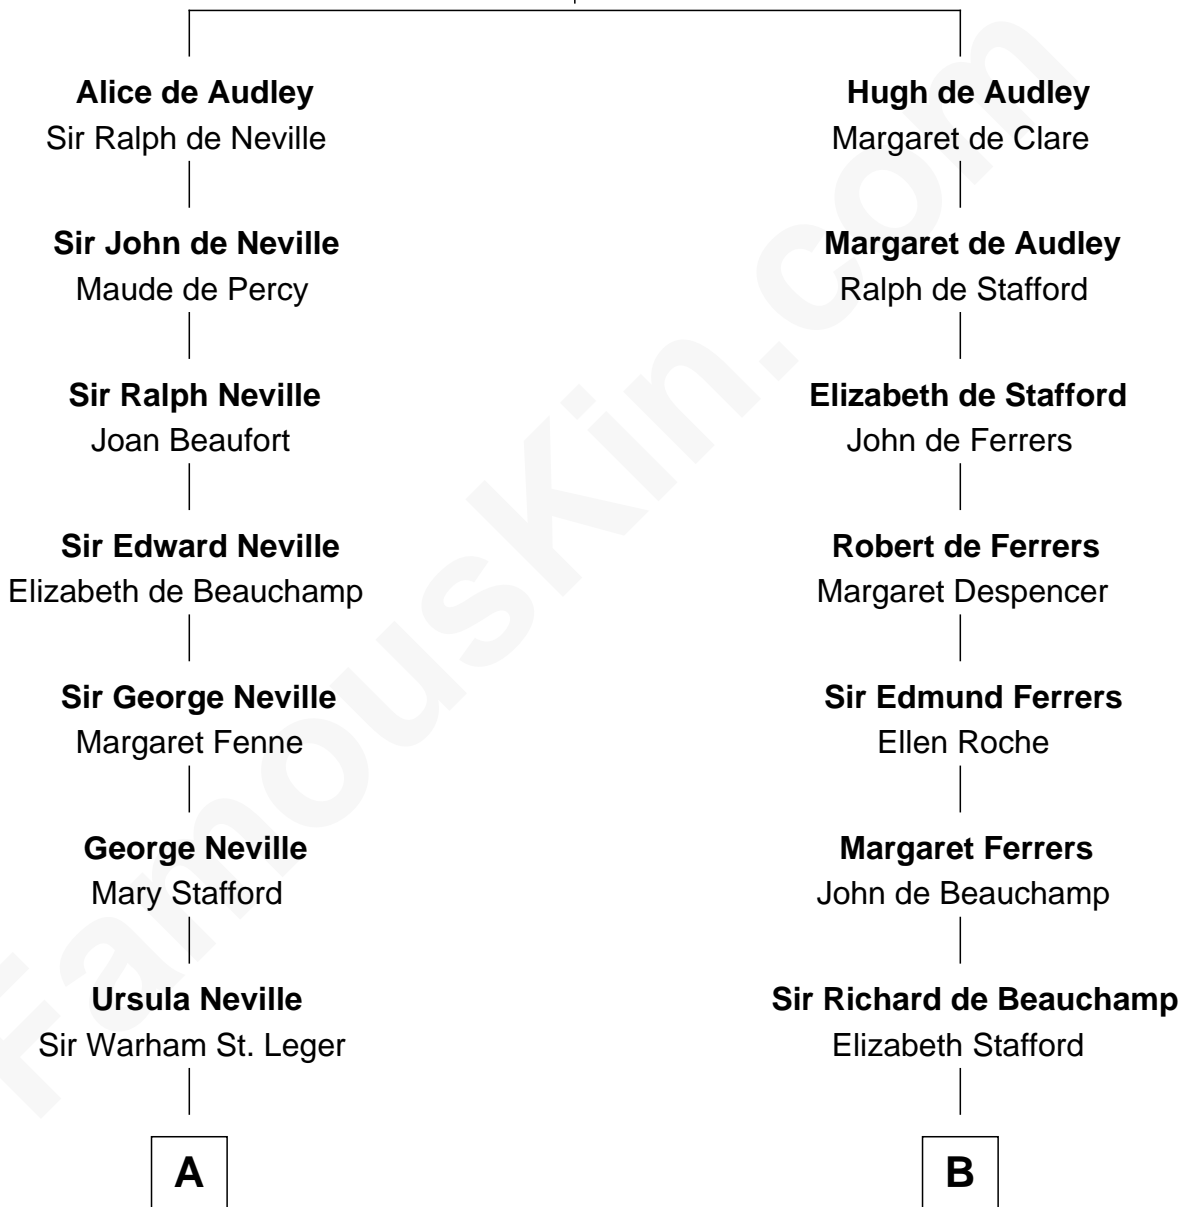 Alice de Audley
Sir Ralph de Neville
Sir John de Neville
Maude de Percy
Sir Ralph Neville
Joan Beaufort
Sir Edward Neville
Elizabeth de Beauchamp
Sir George Neville
Margaret Fenne
George Neville
Mary Stafford
Ursula Neville
Sir Warham St. Leger
A
Hugh de Audley
Margaret de Clare
Margaret de Audley
Ralph de Stafford
Elizabeth de Stafford
John de Ferrers
Robert de Ferrers
Margaret Despencer
Sir Edmund Ferrers
Ellen Roche
Margaret Ferrers
John de Beauchamp
Sir Richard de Beauchamp
Elizabeth Stafford
B
FamousKin.com